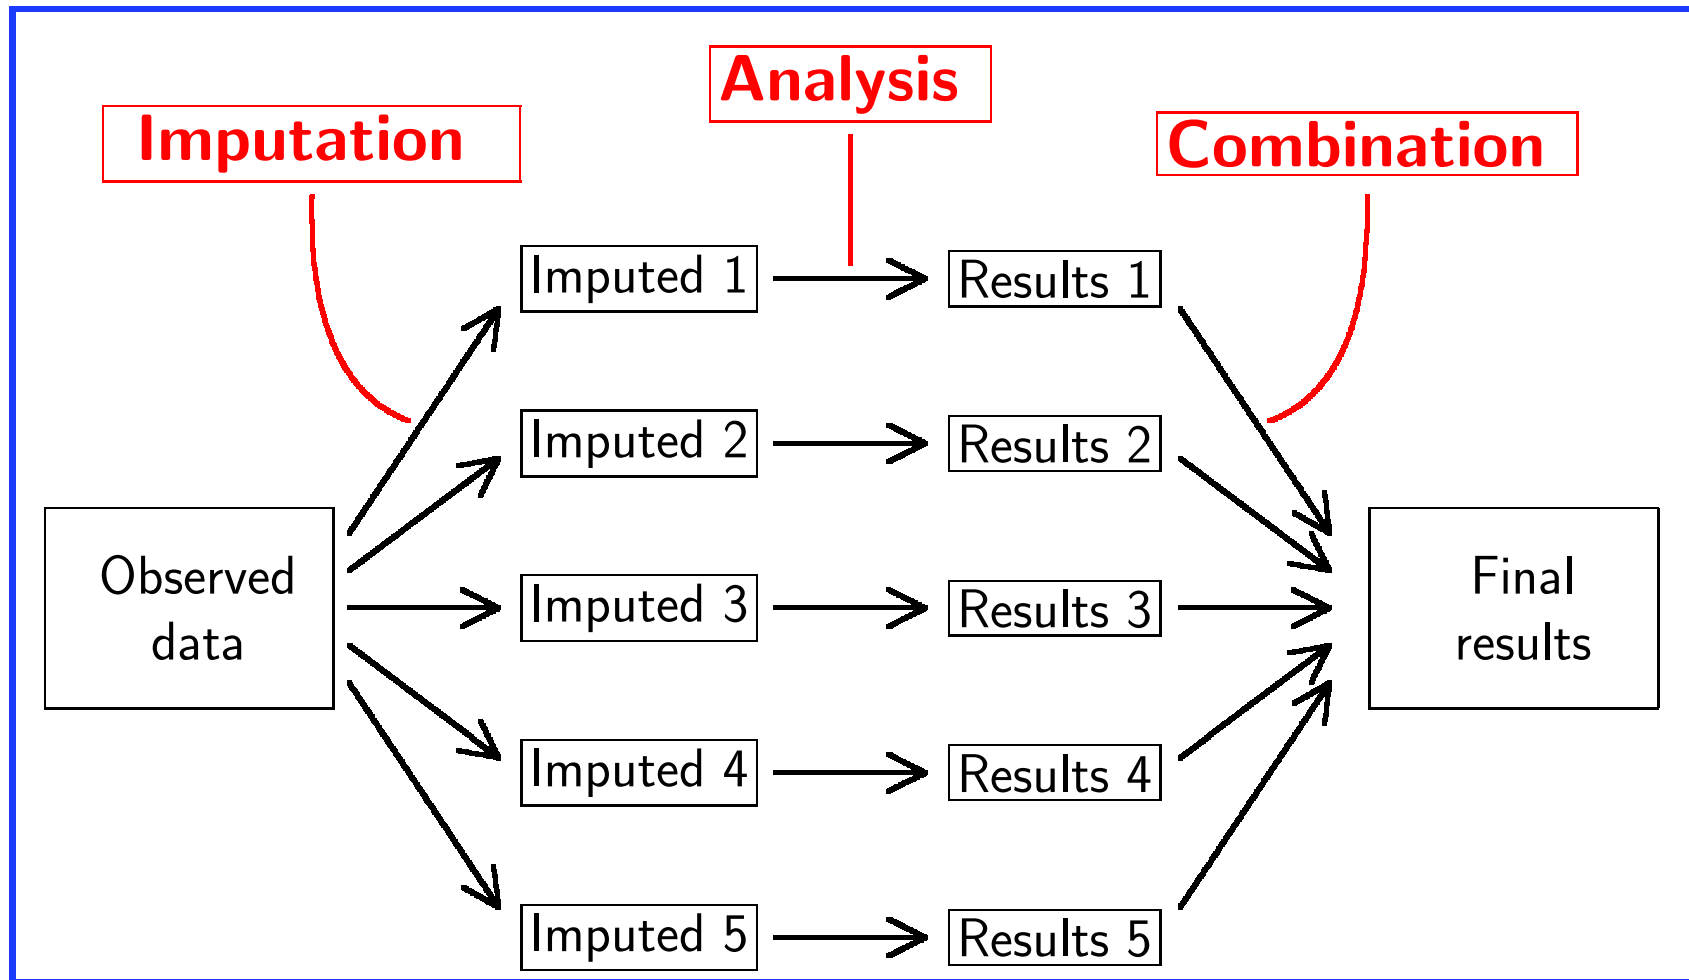 Analysis
Imputation
Combination
Imputed 1
Results 1
Imputed 2
Results 2
Observed
data
Imputed 3
Results 3
Final
results
Imputed 4
Results 4
Imputed 5
Results 5